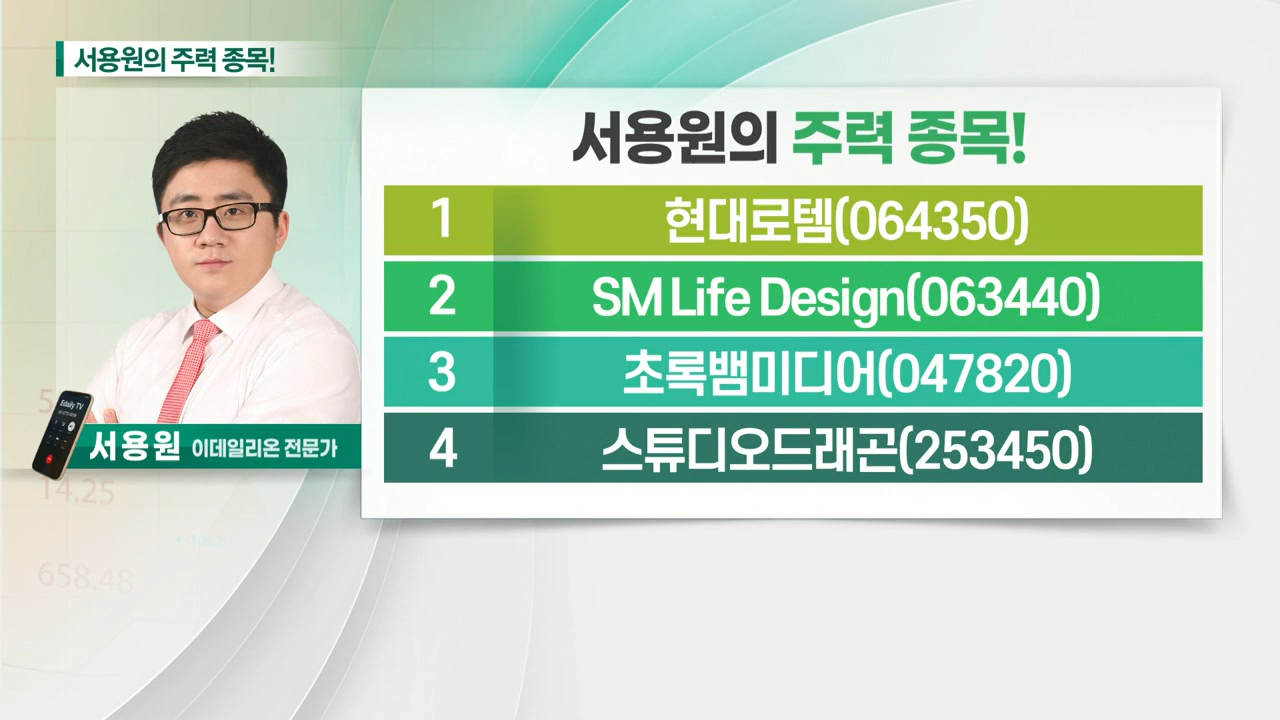 서용원의 주력 종목!
서용원의 주력 종목!
1 현대로템(064350)
2 SM Life Design(063440)
3 초록뱀미디어(047820)
4 스튜디오드래곤(253450)
Edaily TV
서용원 이데일리온 전문가
14.25
658.48